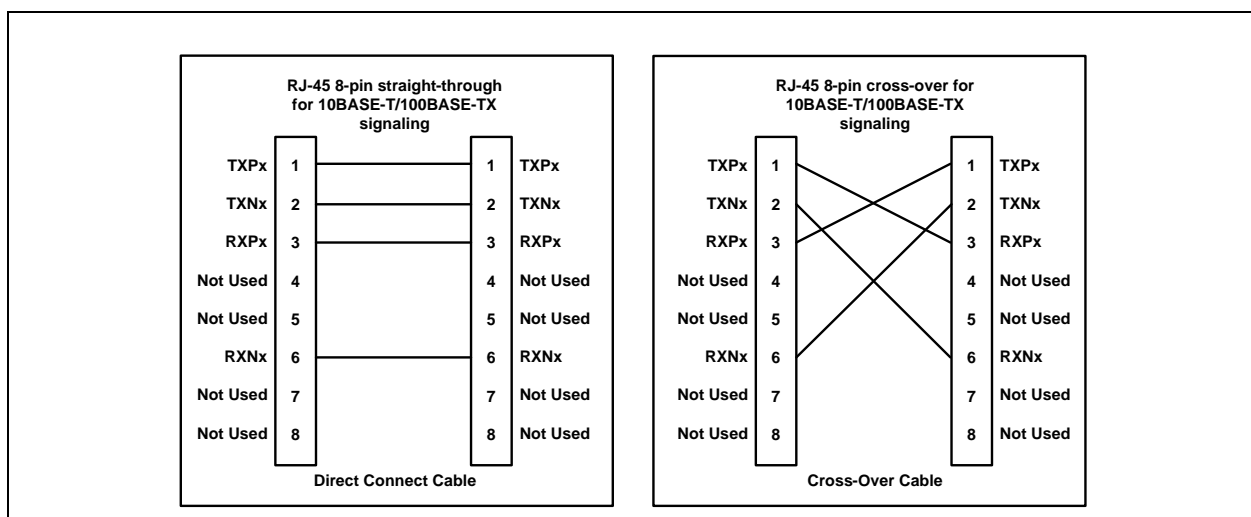 RJ-45 8-pin straight-through
for 10BASE-T/100BASE-TX
signaling
TXPx 1 1 TXPx
TXNx 2 2 TXNx
RXPx 3 3 RXPx
Not Used 4 4 Not Used
Not Used 5 5 Not Used
RXNx 6 6 RXNx
Not Used 7 7 Not Used
Not Used 8 8 Not Used
Direct Connect Cable
RJ-45 8-pin cross-over for
10BASE-T/100BASE-TX
signaling
TXPx 1 1 TXPx
TXNx 2 2 TXNx
RXPx 3 3 RXPx
Not Used 4 4 Not Used
Not Used 5 5 Not Used
RXNx 6 6 RXNx
Not Used 7 7 Not Used
Not Used 8 8 Not Used
Cross-Over Cable